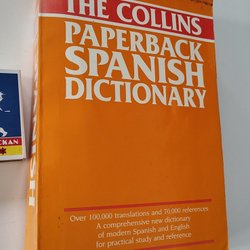 THE COLLINS
PAPERBACK
SPANISH
DICTIONARY
Over 100,000 translations and 70,000 references
A comprehensive new dictionary
of modern Spanish and English
for practical study and reference